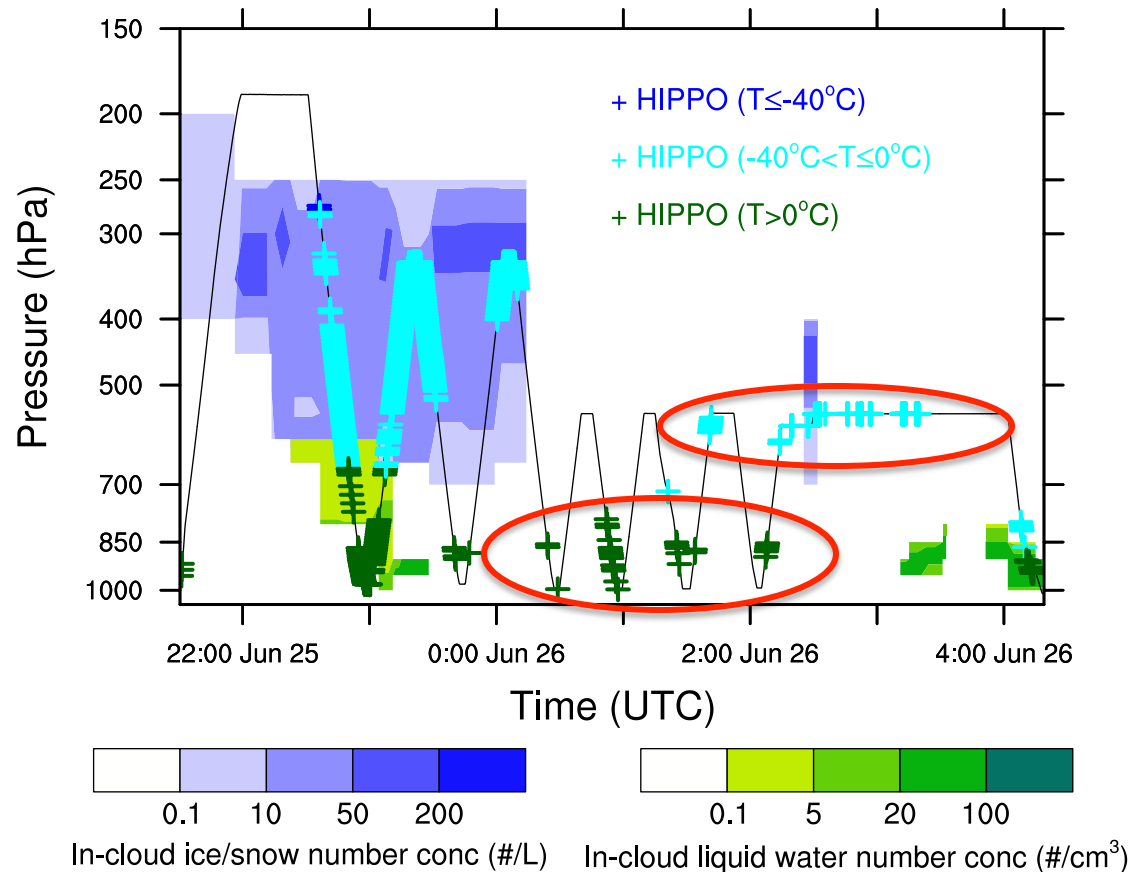 150
200
250
300
400
500
700
850
1000
Pressure (hPa)
+ HIPPO (T≤-40°C)
+ HIPPO (-40°C<T≤0°C)
+ HIPPO (T>0°C)
22:00 Jun 25 0:00 Jun 26 2:00 Jun 26 4:00 Jun 26
Time (UTC)
0.1 10 50 200
In-cloud ice/snow number conc (#/L)
0.1 5 20 100
In-cloud liquid water number conc (#/cm³)